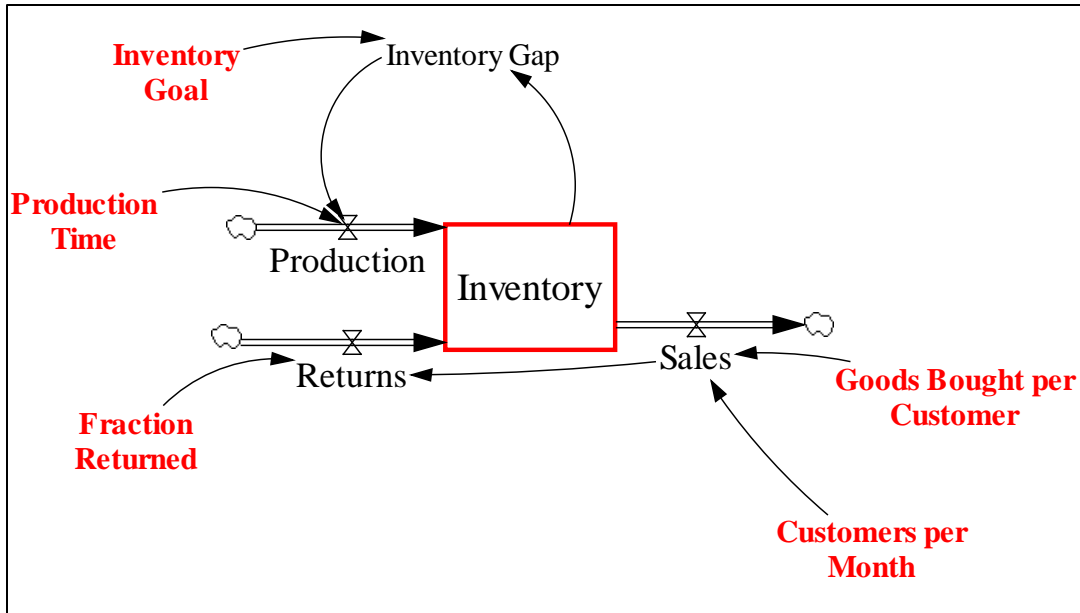 Inventory
Goal
Inventory Gap
Production
Time
Production
Inventory
Returns
Sales
Goods Bought per
Customer
Fraction
Returned
Customers per
Month